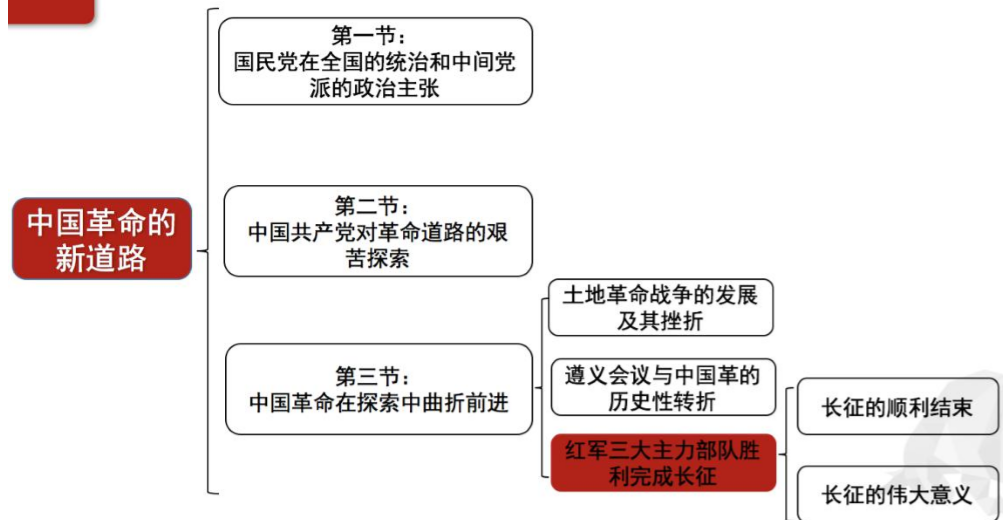 第一节：
国民党在全国的统治和中间党
派的政治主张
中国革命的
新道路
第二节：
中国共产党对革命道路的艰
苦探索
第三节：
中国革命在探索中曲折前进
土地革命战争的发展
及其挫折
遵义会议与中国革的
历史性转折
红军三大主力部队胜
利完成长征
长征的顺利结束
长征的伟大意义